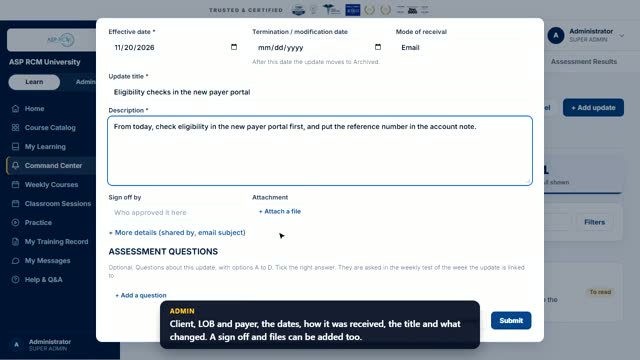 TRUSTED & CERTIFIED
ASP RCM
ASP RCM University
Learn
Admin
Home
Course Catalog
My Learning
Command Center
Weekly Courses
Classroom Sessions
Practice
My Training Record
My Messages
Help & Q&A
A
Administrator
SUPER ADMIN
Effective date *
Termination / modification date
Mode of receival
11/20/2026
mm/dd/yyyy
Email
After this date the update moves to Archived.
Update title *
Eligibility checks in the new payer portal
Description *
From today, check eligibility in the new payer portal first, and put the reference number in the account note.
Sign off by
Attachment
Who approved it here
+ Attach a file
+ More details (shared by, email subject)
ASSESSMENT QUESTIONS
Optional. Questions about this update, with options A to D. Tick the right answer. They are asked in the weekly test of the week the update is linked
to.
+ Add a question
Submit
ADMIN
Client, LOB and payer, the dates, how it was received, the title and what
changed. A sign off and files can be added too.
A
Administrator
SUPER ADMIN
Assessment Results
+ Add update
Filters
To read